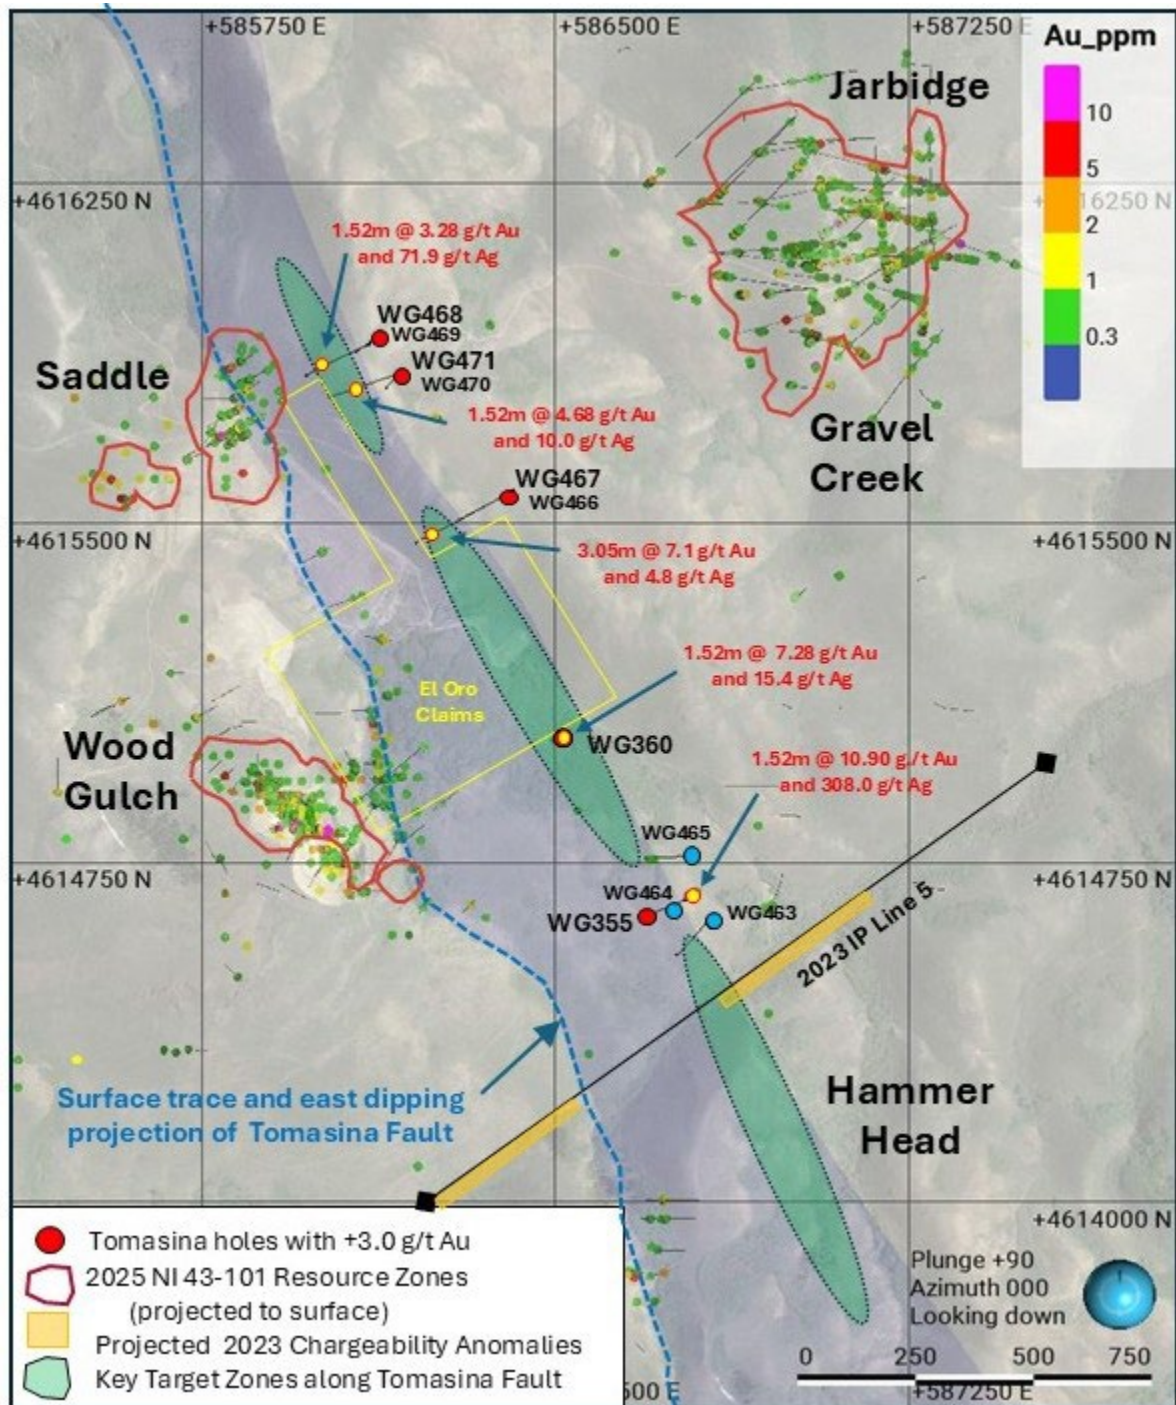 +585750 E
+586500 E
+587250 E
Au_ppm
10
5
2
1
0.3
Jarbidge
+4616250 N
+4616250 N
1.52m @ 3.28 g/t Au
and 71.9 g/t Ag
WG468
WG469
WG471
WG470
Saddle
1.52m @ 4.68 g/t Au
and 10.0 g/t Ag
Gravel
Creek
WG467
WG466
+4615500 N
+4615500 N
3.05m @ 7.1 g/t Au
and 4.8 g/t Ag
1.52m @ 7.28 g/t Au
and 15.4 g/t Ag
El Oro
Claims
Wood
Gulch
WG360
1.52m @ 10.90 g./t Au
and 308.0 g/t Ag
WG465
+4614750 N
+4614750 N
WG464
WG355
WG463
2023 IP Line 5
Surface trace and east dipping
projection of Tomasina Fault
Hammer
Head
+4614000 N
Tomasina holes with +3.0 g/t Au
2025 NI 43-101 Resource Zones
(projected to surface)
Projected 2023 Chargeability Anomalies
Key Target Zones along Tomasina Fault
Plunge +90
Azimuth 000
Looking down
0 250 500 750
500 E
+587250 E